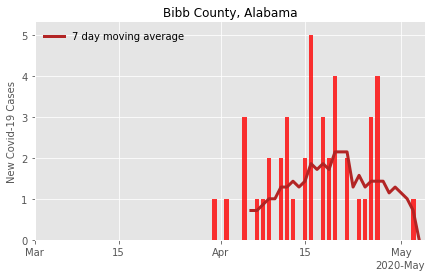 Bibb County, Alabama
7 day moving average
New Covid-19 Cases
5
4
3
2
1
0
Mar 15 Apr 15 May
2020-May